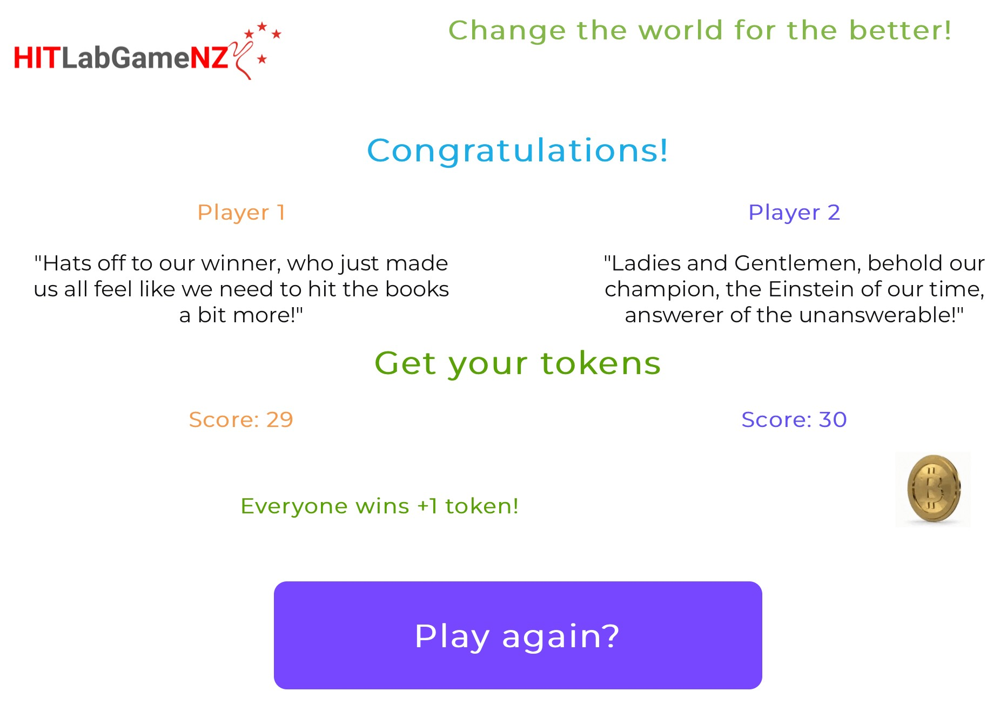 HITLabGameNZ
Change the world for the better!
Congratulations!
Player 1
"Hats off to our winner, who just made
us all feel like we need to hit the books
a bit more!"
Player 2
"Ladies and Gentlemen, behold our
champion, the Einstein of our time,
answerer of the unanswerable!"
Get your tokens
Score: 29
Score: 30
Everyone wins +1 token!
Play again?